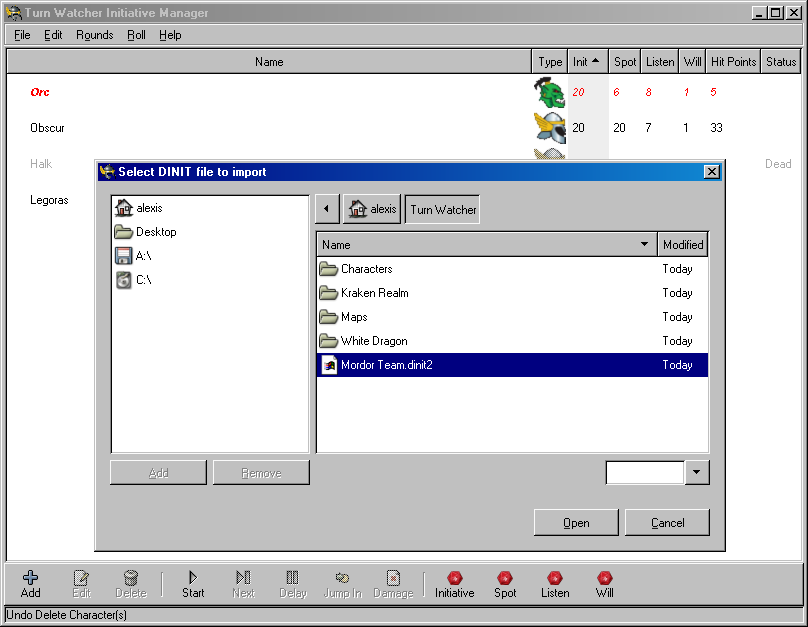 Turn Watcher Initiative Manager
File Edit Rounds Roll Help
Name Type Init Spot Listen Will Hit Points Status
Orc 20 6 8 1 5
Obscur 20 20 7 1 33
Halk Dead
Legoras
Select DINIT file to import
alexis
Desktop
A:\
C:\
alexis Turn Watcher
Name Modified
Characters Today
Kraken Realm Today
Maps Today
White Dragon Today
Mordor Team.dinit2 Today
Add Remove
Open Cancel
Add Edit Delete Start Next Delay Jump In Damage Initiative Spot Listen Will
Undo Delete Character(s)